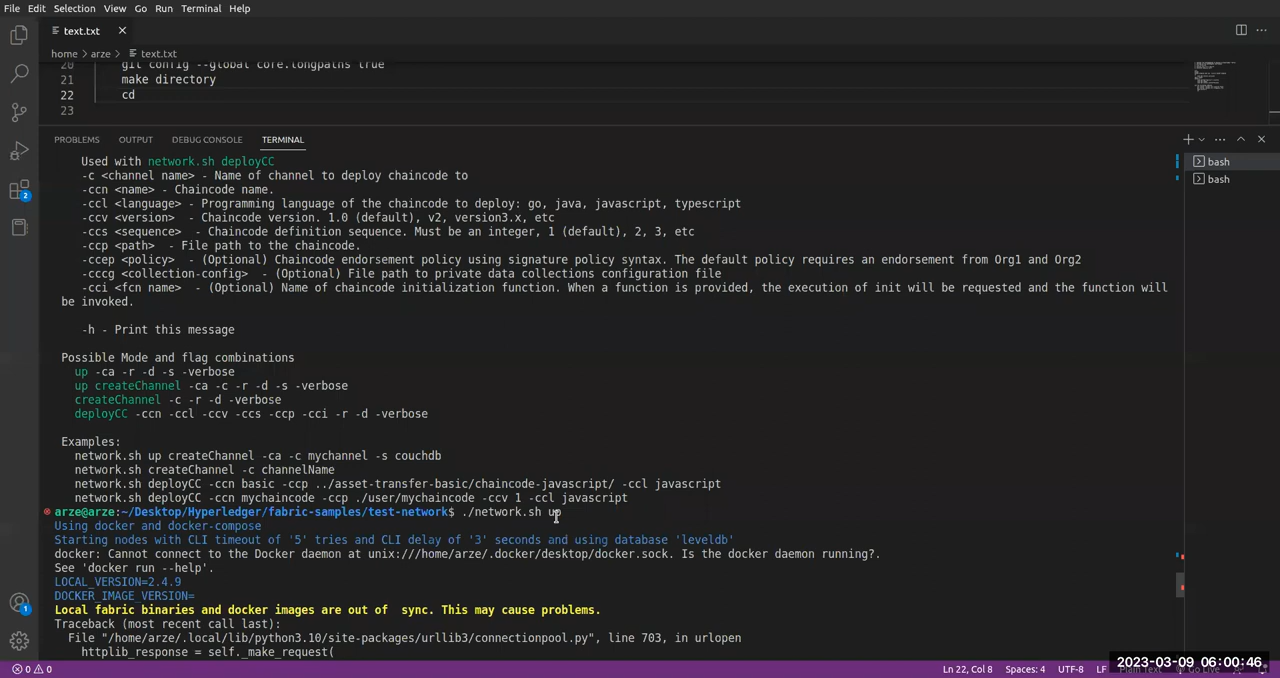 File Edit Selection View Go Run Terminal Help
text.txt
home > arze > text.txt
20 git config --global core.longpaths true
21 make directory
22 cd
23
PROBLEMS OUTPUT DEBUG CONSOLE TERMINAL
bash
bash
Used with network.sh deployCC
-c <channel name> - Name of channel to deploy chaincode to
-ccn <name> - Chaincode name.
-ccl <language> - Programming language of the chaincode to deploy: go, java, javascript, typescript
-ccv <version> - Chaincode version. 1.0 (default), v2, version3.x, etc
-ccs <sequence> - Chaincode definition sequence. Must be an integer, 1 (default), 2, 3, etc
-ccp <path> - File path to the chaincode.
-ccep <policy> - (Optional) Chaincode endorsement policy using signature policy syntax. The default policy requires an endorsement from Org1 and Org2
-cccg <collection-config> - (Optional) File path to private data collections configuration file
-cci <fcn name> - (Optional) Name of chaincode initialization function. When a function is provided, the execution of init will be requested and the function will
be invoked.
-h - Print this message
Possible Mode and flag combinations
up -ca -r -d -s -verbose
up createChannel -ca -c -r -d -s -verbose
createChannel -c -r -d -verbose
deployCC -ccn -ccl -ccv -ccs -ccp -cci -r -d -verbose
Examples:
network.sh up createChannel -ca -c mychannel -s couchdb
network.sh createChannel -c channelName
network.sh deployCC -ccn basic -ccp ../asset-transfer-basic/chaincode-javascript/ -ccl javascript
network.sh deployCC -ccn mychaincode -ccp ./user/mychaincode -ccv 1 -ccl javascript
arze@arze:~/Desktop/Hyperledger/fabric-samples/test-network$ ./network.sh up
Using docker and docker-compose
Starting nodes with CLI timeout of '5' tries and CLI delay of '3' seconds and using database 'leveldb'
docker: Cannot connect to the Docker daemon at unix:///home/arze/.docker/desktop/docker.sock. Is the docker daemon running?.
See 'docker run --help'.
LOCAL_VERSION=2.4.9
DOCKER_IMAGE_VERSION=
Local fabric binaries and docker images are out of  sync. This may cause problems.
Traceback (most recent call last):
File "/home/arze/.local/lib/python3.10/site-packages/urllib3/connectionpool.py", line 703, in urlopen
httplib_response = self._make_request(
2
1
0 0
Ln 22, Col 8 Spaces: 4 UTF-8 LF
2023-03-09 06:00:46